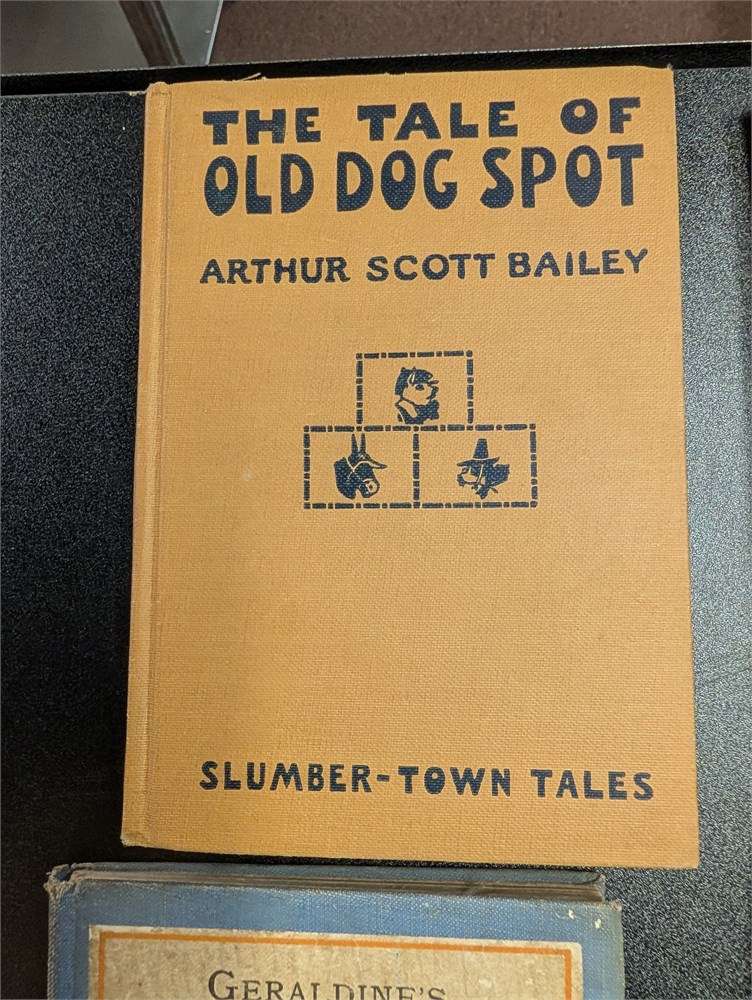 THE TALE OF
OLD DOG SPOT
ARTHUR SCOTT BAILEY
SLUMBER-TOWN TALES
GERALDINE'S